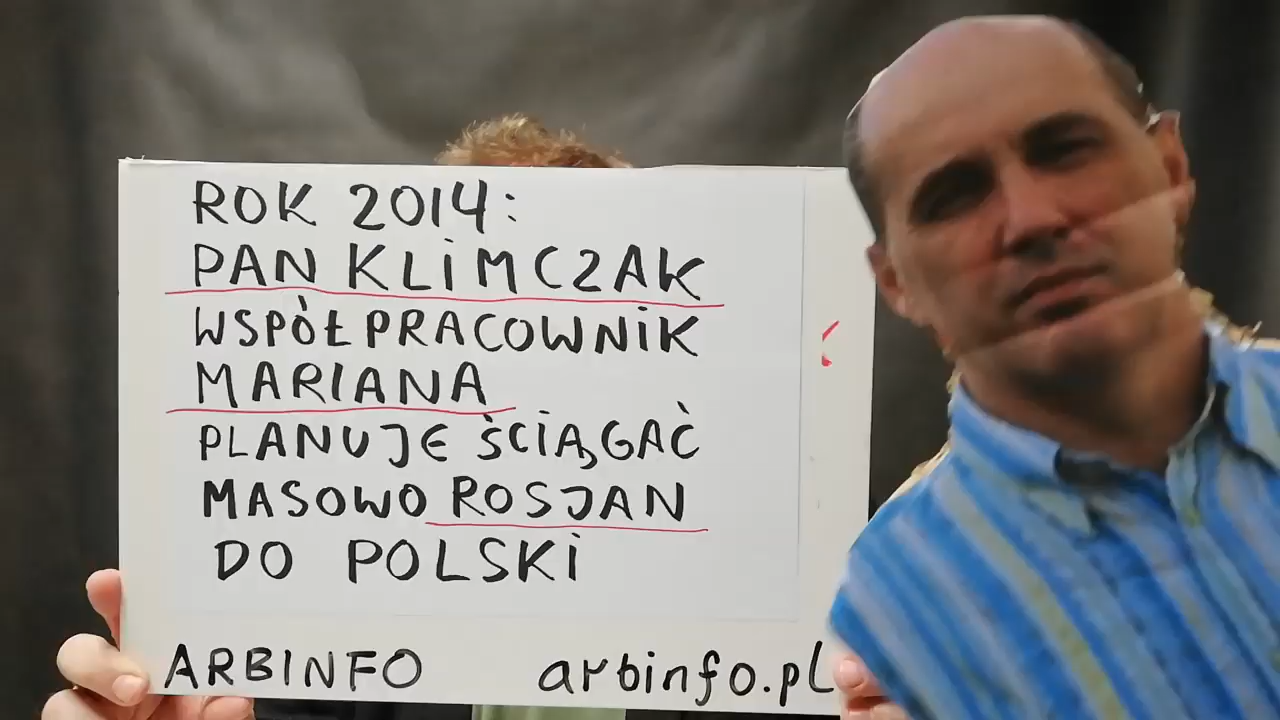 ROK 2014:
PAN KLiMCZAK
WSPÓŁPRACOWNiK
MARIANA
PLANUJE ŚCIĄGAĆ
MASOWO ROSJAN
DO POLSKi
ARBINFO arbinfo.pl